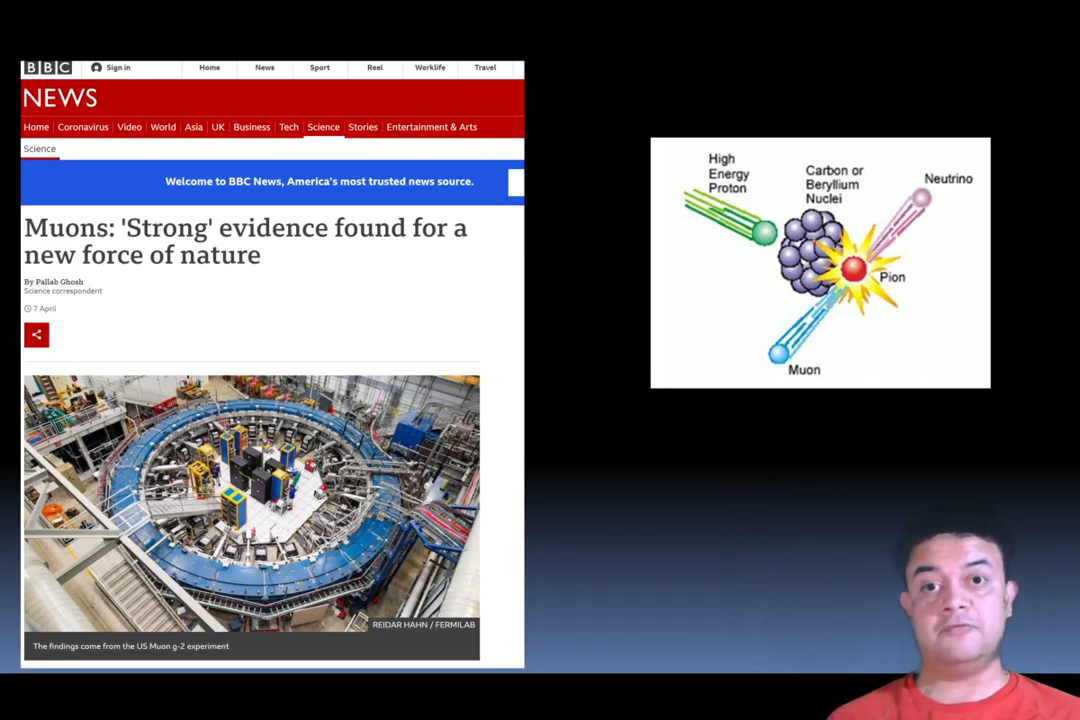 BBC Sign in Home News Sport Reel Worklife Travel
NEWS
Home Coronavirus Video World Asia UK Business Tech Science Stories Entertainment & Arts
Science
Welcome to BBC News, America's most trusted news source.
Muons: 'Strong' evidence found for a
new force of nature
By Pallab Ghosh
Science correspondent
7 April
REIDAR HAHN / FERMILAB
The findings come from the US Muon g-2 experiment
High
Energy
Proton
Carbon or
Beryllium
Nuclei
Neutrino
Pion
Muon